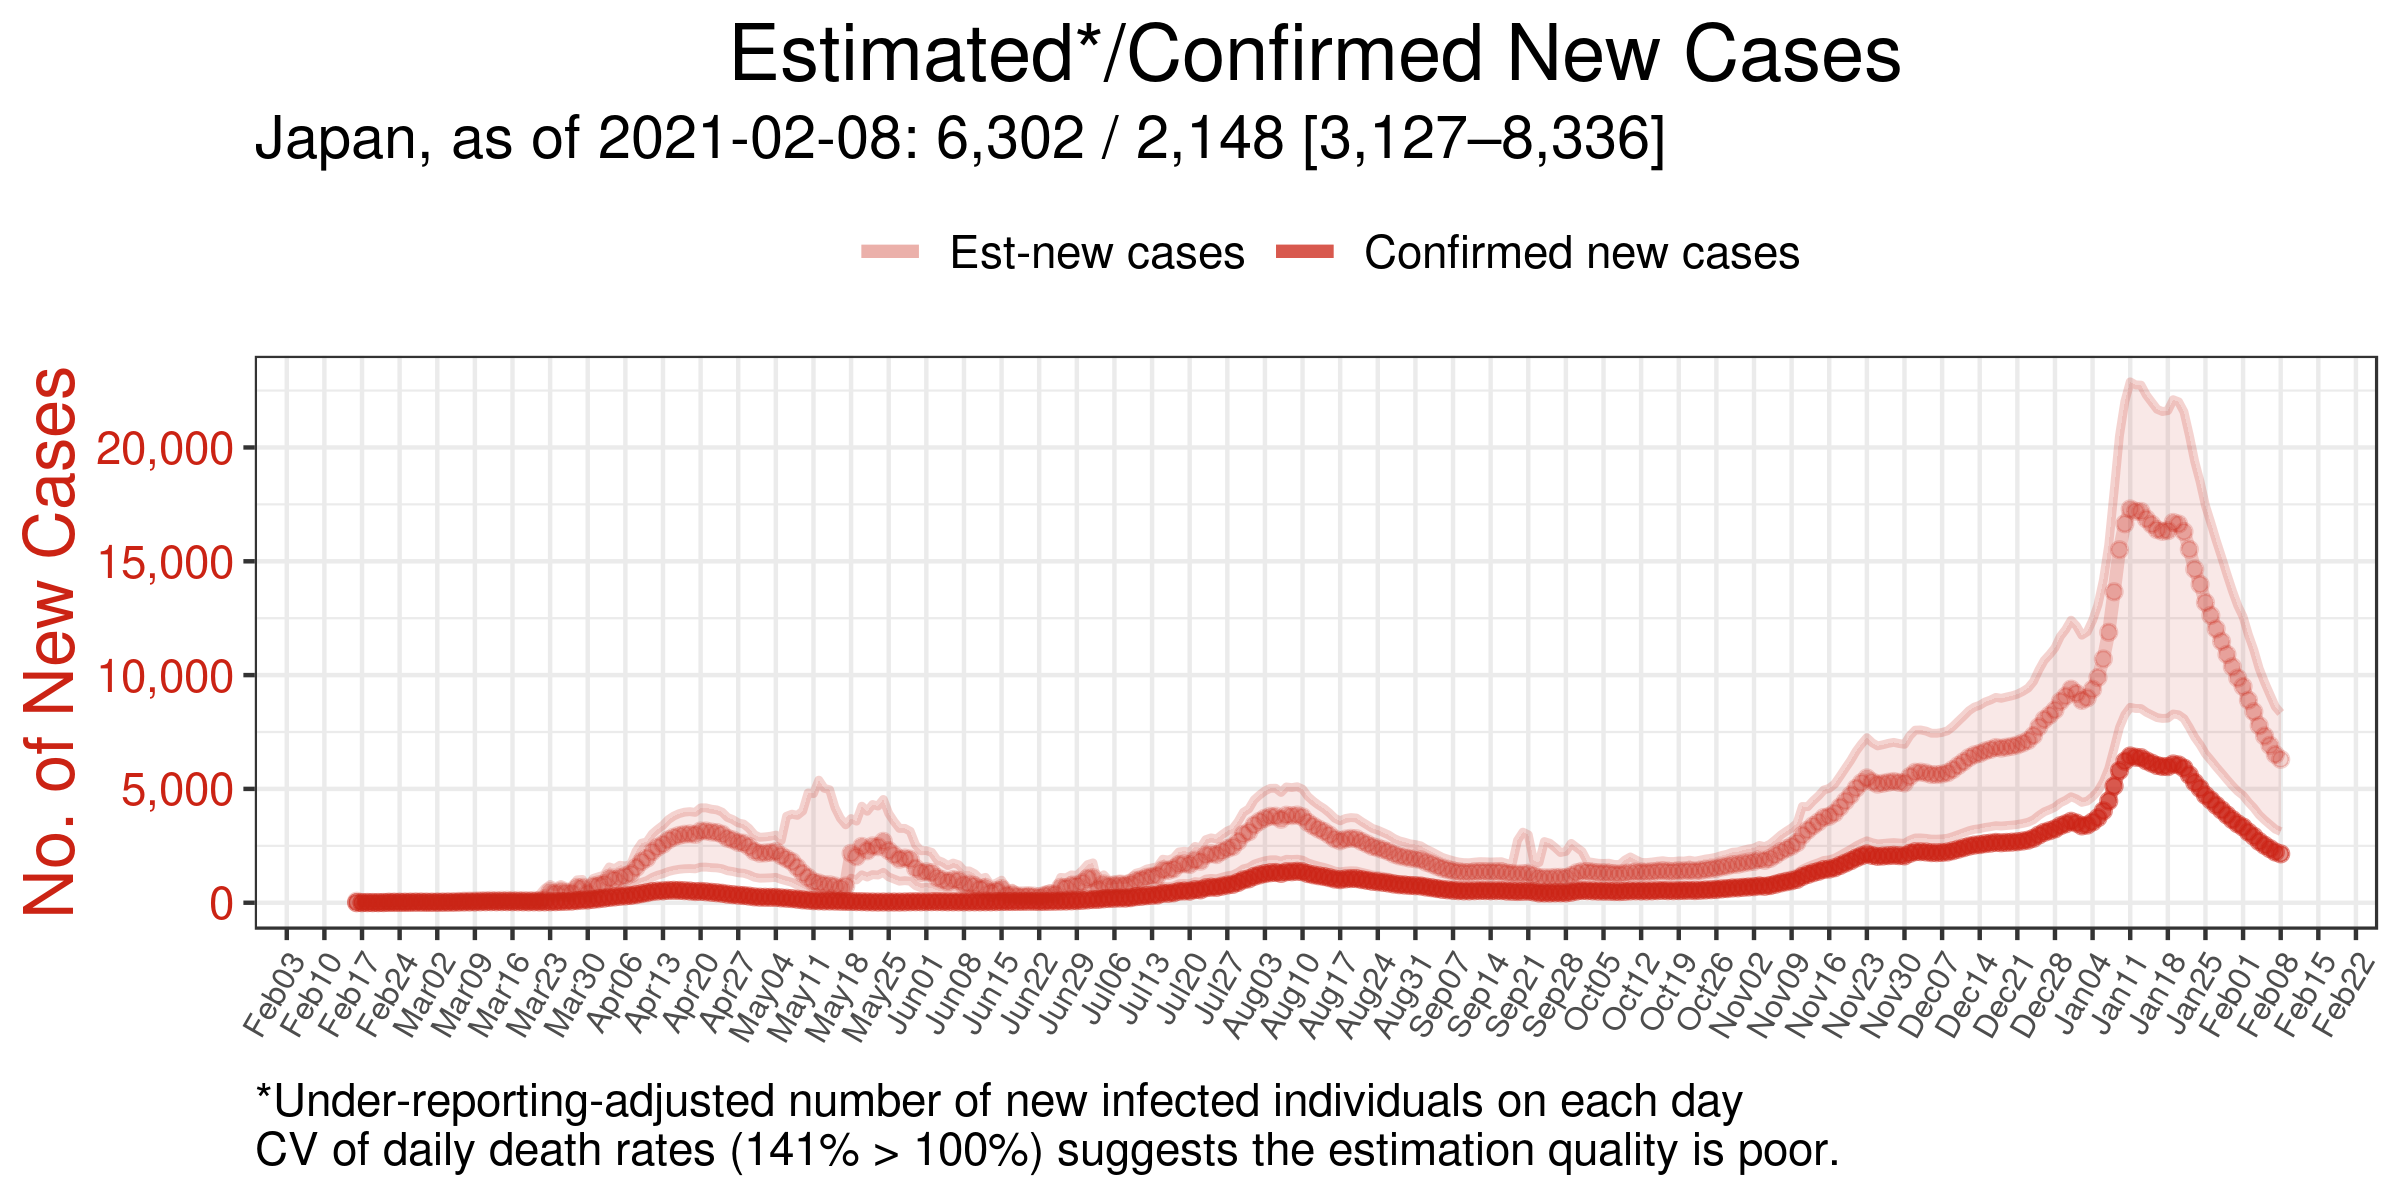 Estimated*/Confirmed New Cases
Japan, as of 2021-02-08: 6,302 / 2,148 [3,127–8,336]
Est-new cases
Confirmed new cases
No. of New Cases
20,000
15,000
10,000
5,000
0
Feb03
Feb10
Feb17
Feb24
Mar02
Mar09
Mar16
Mar23
Mar30
Apr06
Apr13
Apr20
Apr27
May04
May11
May18
May25
Jun01
Jun08
Jun15
Jun22
Jun29
Jul06
Jul13
Jul20
Jul27
Aug03
Aug10
Aug17
Aug24
Aug31
Sep07
Sep14
Sep21
Sep28
Oct05
Oct12
Oct19
Oct26
Nov02
Nov09
Nov16
Nov23
Nov30
Dec07
Dec14
Dec21
Dec28
Jan04
Jan11
Jan18
Jan25
Feb01
Feb08
Feb15
Feb22
*Under-reporting-adjusted number of new infected individuals on each day
CV of daily death rates (141% > 100%) suggests the estimation quality is poor.